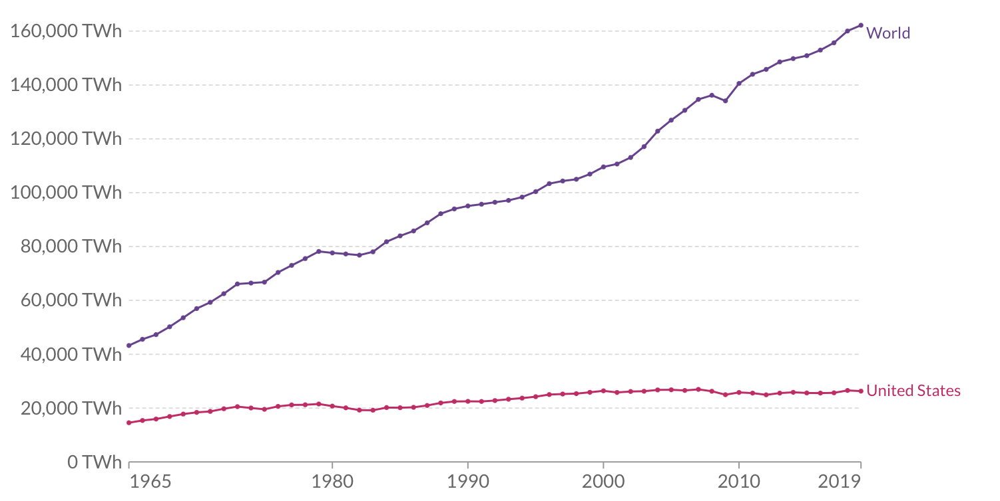 160,000 TWh
World
140,000 TWh
120,000 TWh
100,000 TWh
80,000 TWh
60,000 TWh
40,000 TWh
United States
20,000 TWh
0 TWh
1965 1980 1990 2000 2010 2019